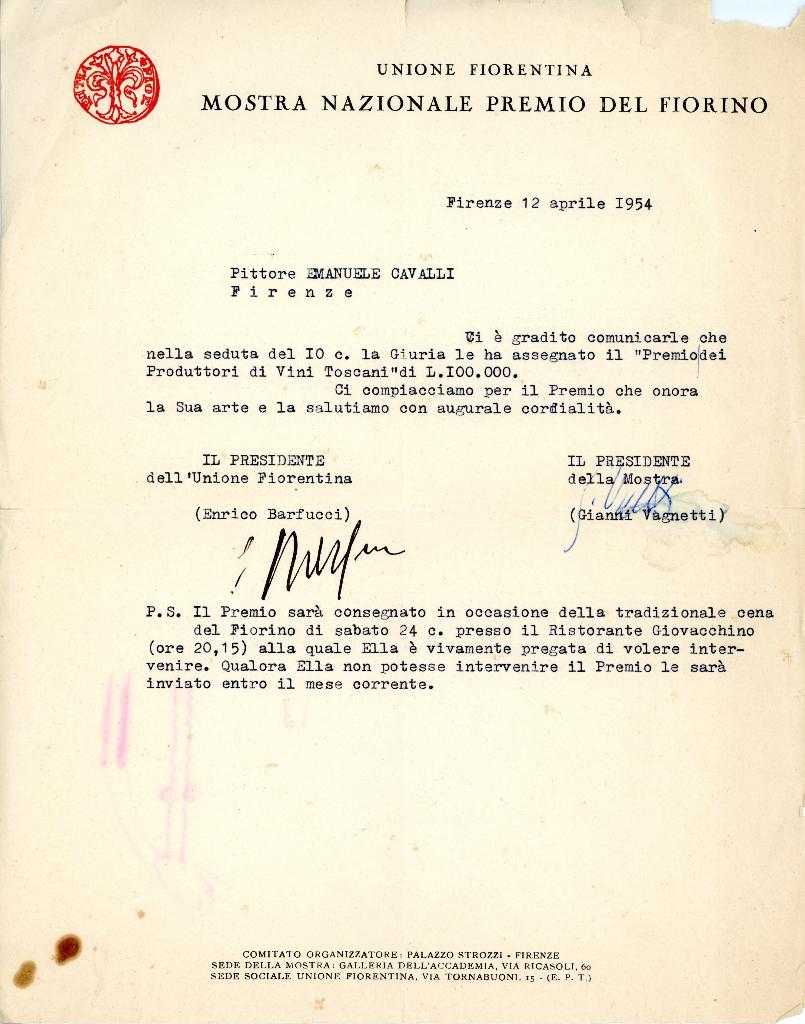 UNIONE FIORENTINA
MOSTRA NAZIONALE PREMIO DEL FIORINO
Firenze 12 aprile I954
Pittore EMANUELE CAVALLI
F i r e n z e
Ci è gradito comunicarle che
nella seduta del IO c. la Giuria le ha assegnato il "Premio dei
Produttori di Vini Toscani"di L.IOO.OOO.
Ci compiacciamo per il Premio che onora
la Sua arte e la salutiamo con augurale cordialità.
IL PRESIDENTE
dell'Unione Fiorentina
(Enrico Barfucci)
IL PRESIDENTE
della Mostra
(Gianni Vagnetti)
P.S. Il Premio sarà consegnato in occasione della tradizionale cena
del Fiorino di sabato 24 c. presso il Ristorante Giovacchino
(ore 20,15) alla quale Ella è vivamente pregata di volere inter-
venire. Qualora Ella non potesse intervenire il Premio le sarà
inviato entro il mese corrente.
COMITATO ORGANIZZATORE: PALAZZO STROZZI - FIRENZE
SEDE DELLA MOSTRA: GALLERIA DELL'ACCADEMIA, VIA RICASOLI, 60
SEDE SOCIALE UNIONE FIORENTINA, VIA TORNABUONI, 15 - (E. P. T.)